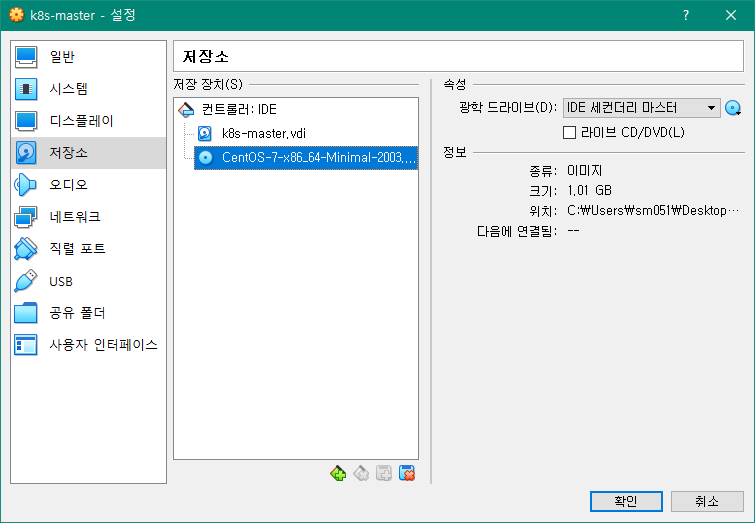 k8s-master - 설정
일반
시스템
디스플레이
저장소
오디오
네트워크
직렬 포트
USB
공유 폴더
사용자 인터페이스
저장소
저장 장치(S)
컨트롤러: IDE
k8s-master.vdi
CentOS-7-x86_64-Minimal-2003,...
속성
광학 드라이브(D): IDE 세컨더리 마스터
라이브 CD/DVD(L)
정보
종류: 이미지
크기: 1.01 GB
위치: C:\Users\sm051\Desktop...
다음에 연결됨: --
확인
취소